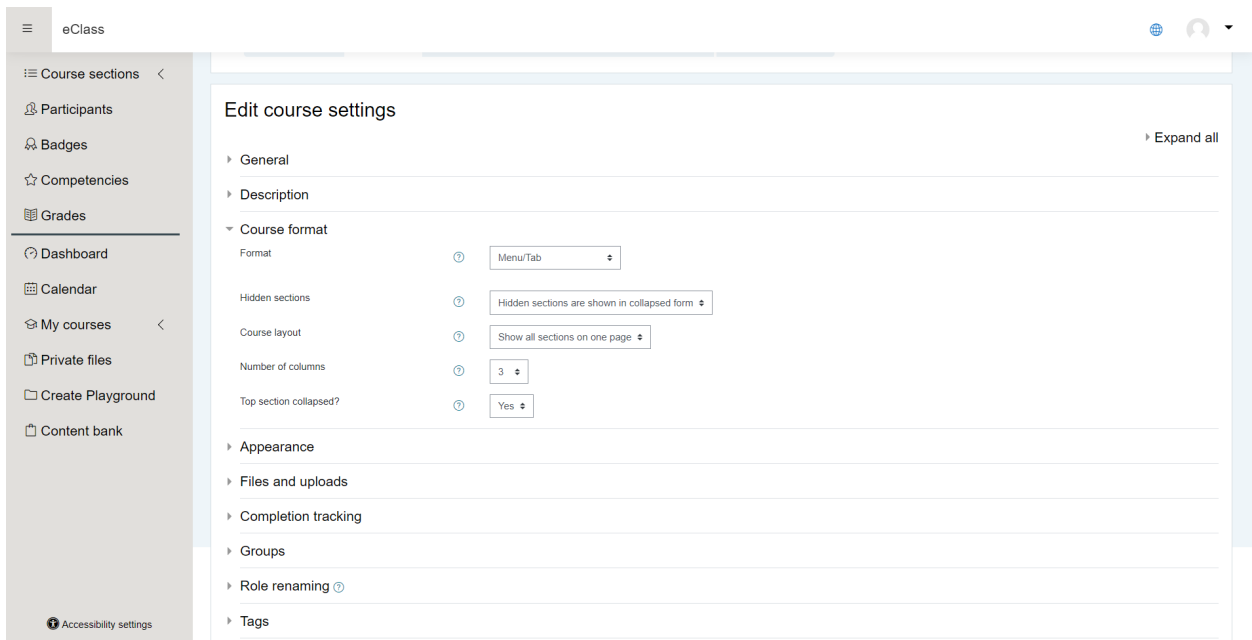 eClass
Course sections
Participants
Badges
Competencies
Grades
Dashboard
Calendar
My courses
Private files
Create Playground
Content bank
Accessibility settings
Edit course settings
Expand all
General
Description
Course format
Format Menu/Tab
Hidden sections Hidden sections are shown in collapsed form
Course layout Show all sections on one page
Number of columns 3
Top section collapsed? Yes
Appearance
Files and uploads
Completion tracking
Groups
Role renaming
Tags